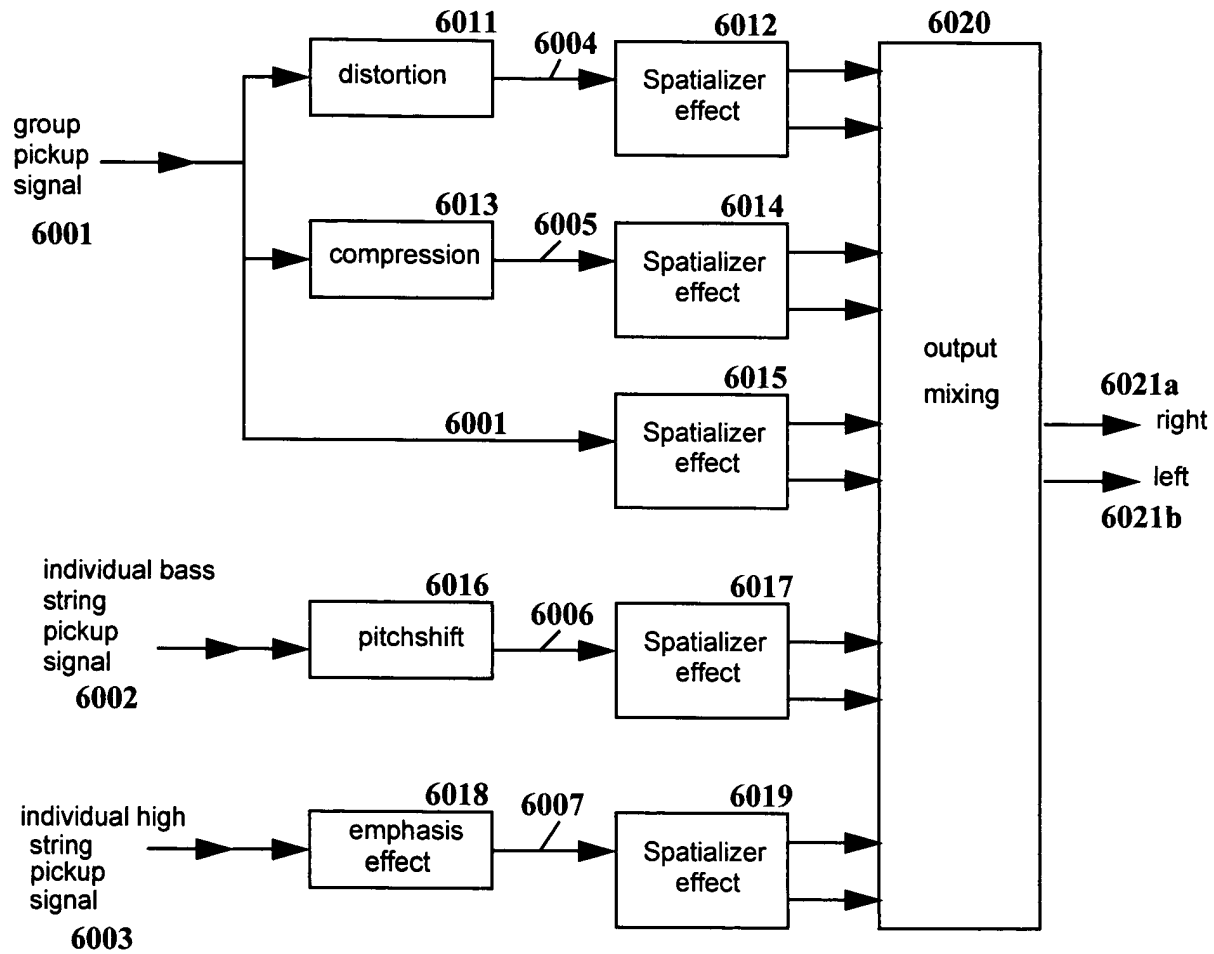 6011
distortion
6004
6012
Spatializer
effect
6020
group
pickup
signal
6001
6013
compression
6005
6014
Spatializer
effect
output
mixing
6001
6015
Spatializer
effect
6021a
right
left
6021b
individual bass
string
pickup
signal
6002
6016
pitchshift
6006
6017
Spatializer
effect
individual high
string
pickup
signal
6003
6018
emphasis
effect
6007
6019
Spatializer
effect